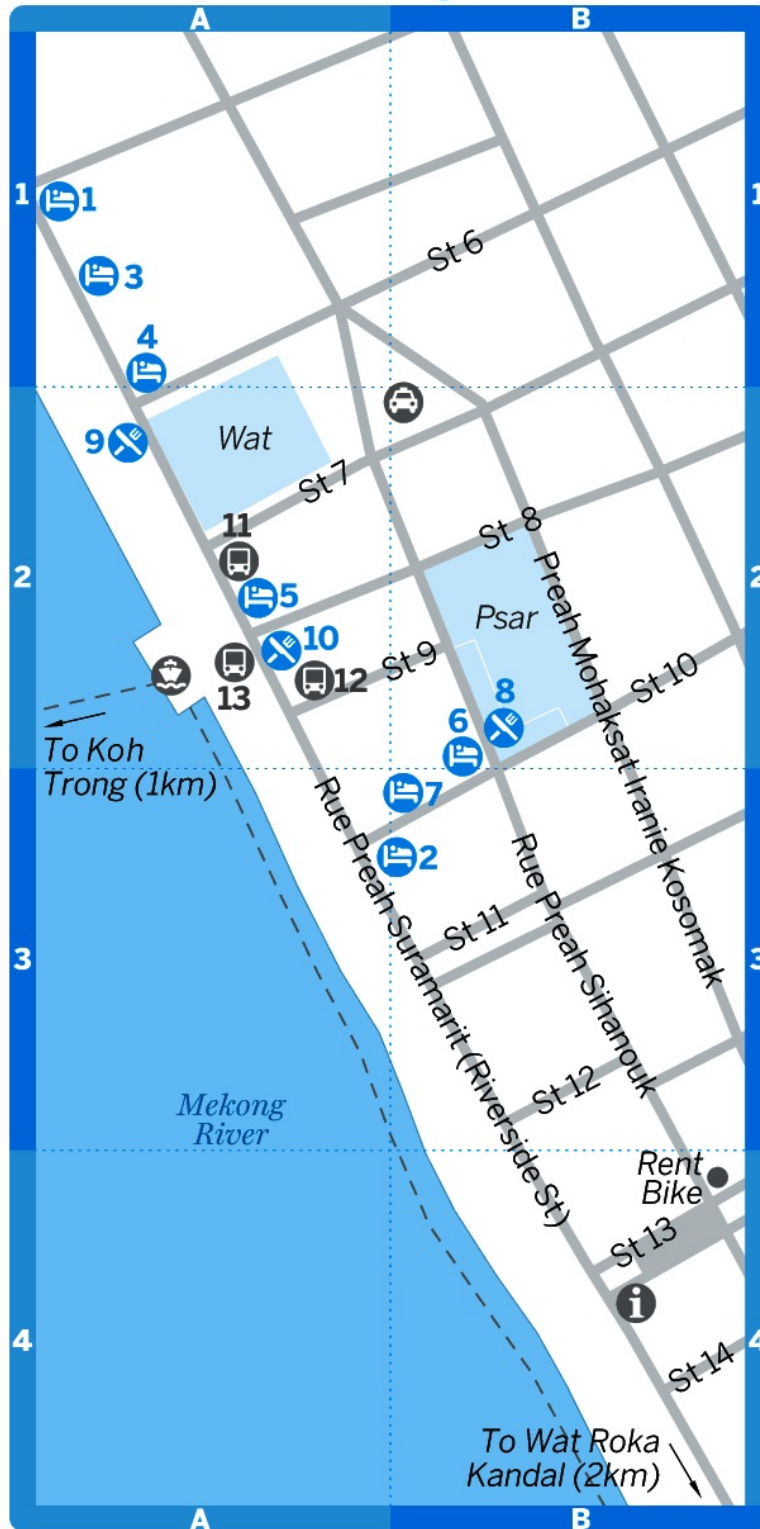 A
B
1
1
1
3
St 6
4
9
Wat
St 7
11
St 8
2
2
5
Psar
Preah Mohaksat Iranie Kosomak
10
St 9
12
13
St 10
8
6
To Koh
Trong (1km)
7
Rue Preah Suramarit (Riverside St)
2
Rue Preah Sihanouk
St 11
3
3
St 12
Mekong
River
Rent
Bike
St 13
i
4
4
St 14
To Wat Roka
Kandal (2km)
A
B